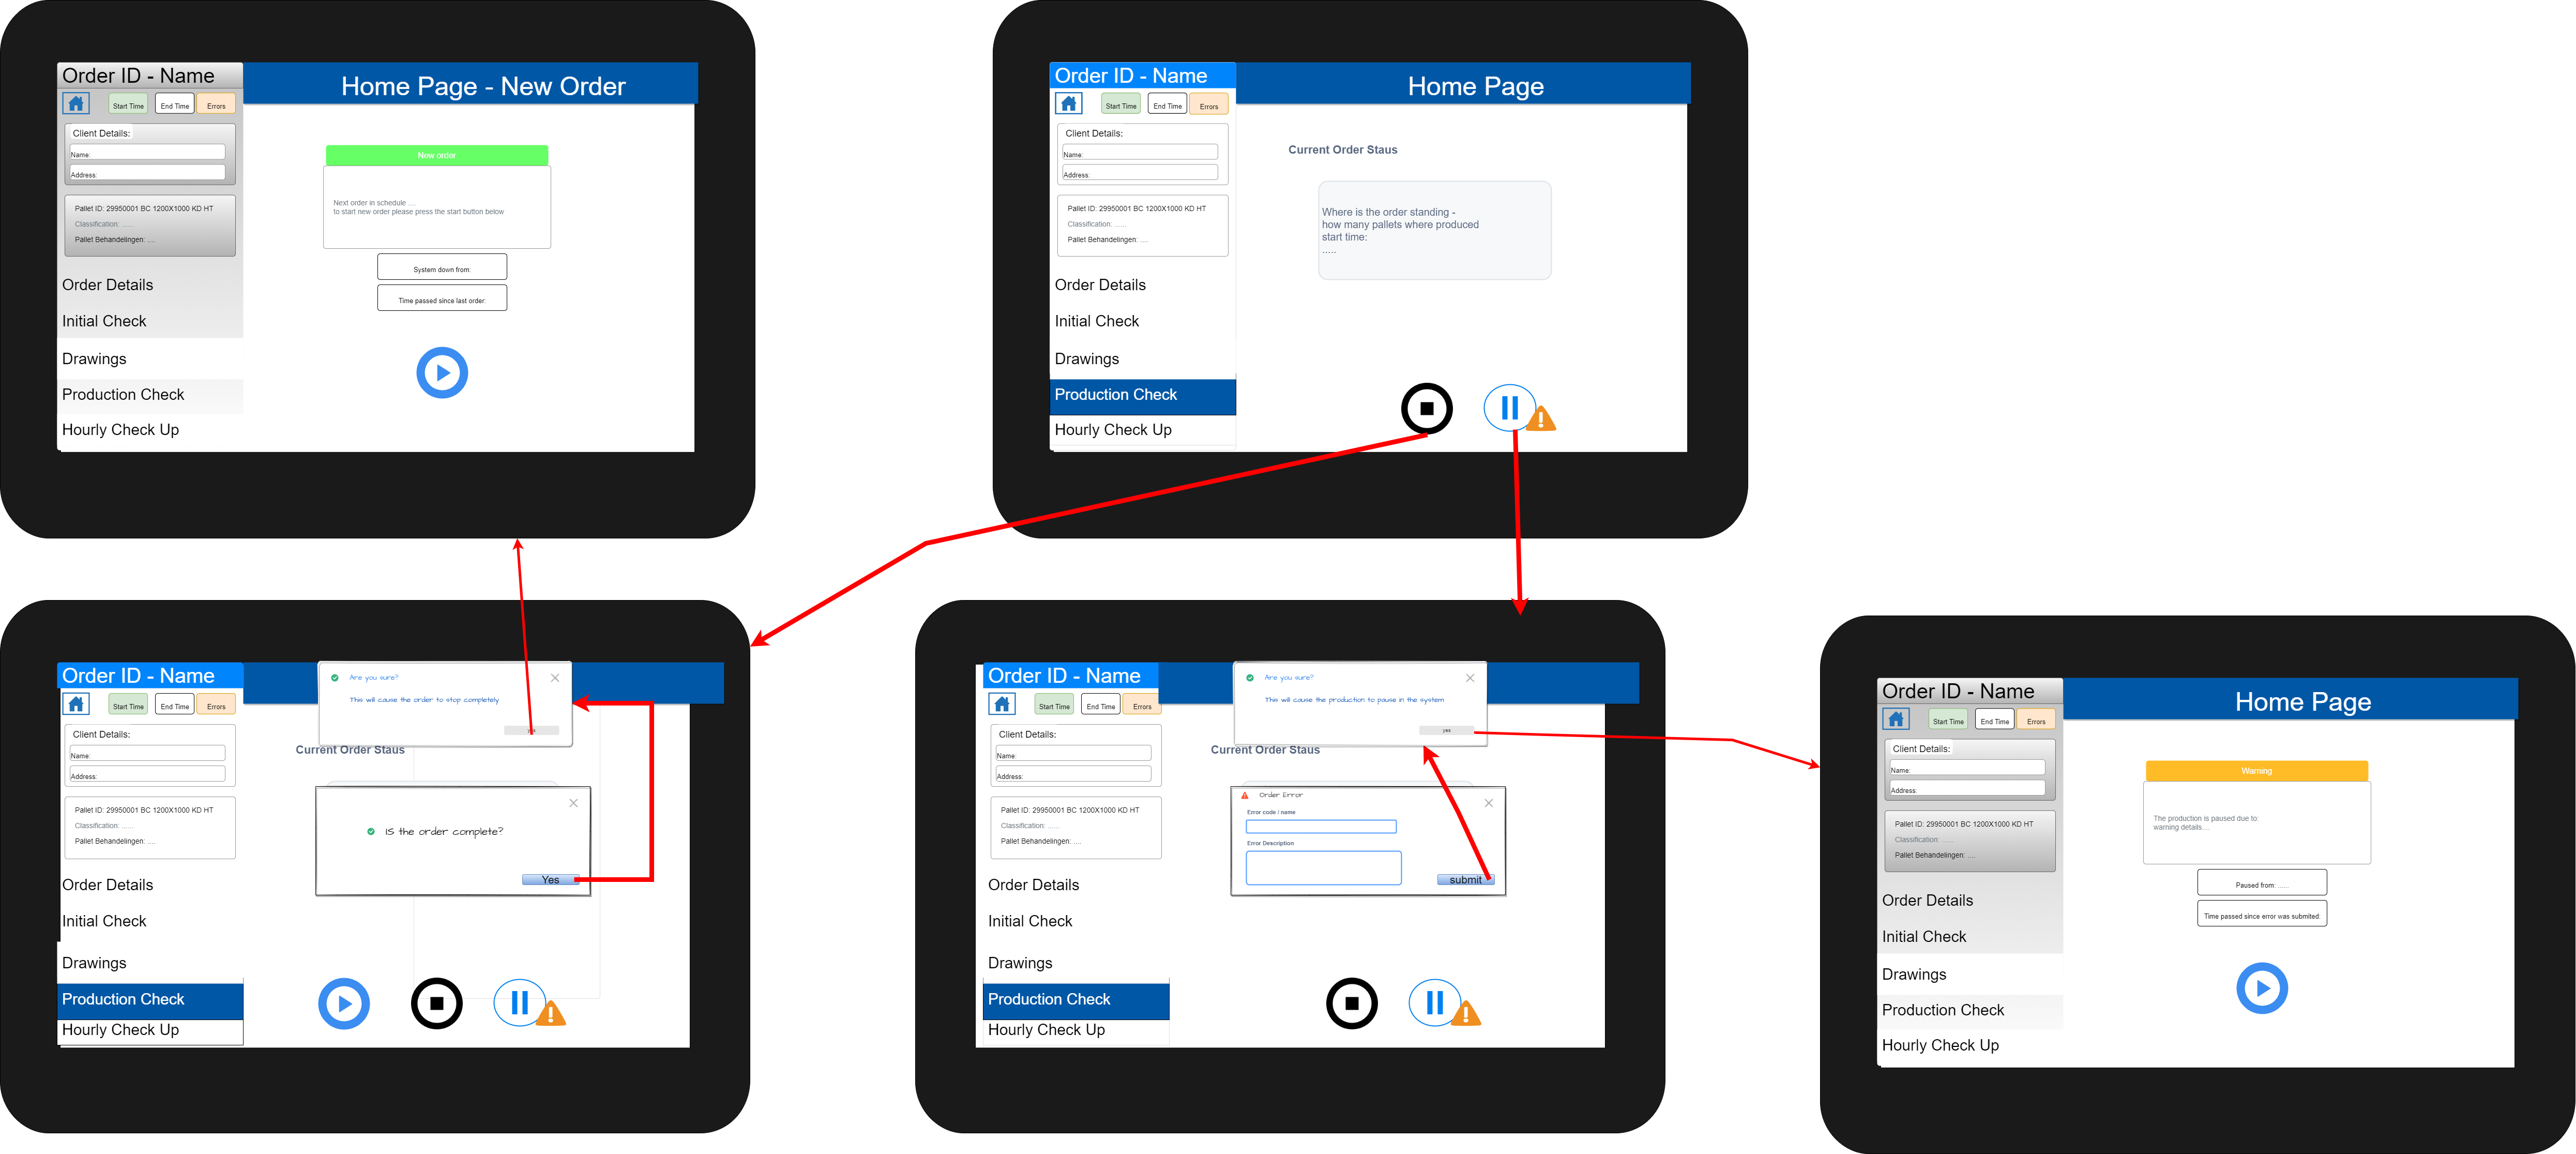 Order ID - Name
Home Page - New Order
Start Time
End Time
Errors
Client Details:
Name:
Address:
Pallet ID: 29950001 BC 1200X1000 KD HT
Classification: ......
Pallet Behandelingen: ....
Order Details
Initial Check
Drawings
Production Check
Hourly Check Up
New order
Next order in schedule ....
to start new order please press the start button below
System down from:
Time passed since last order:
Order ID - Name
Home Page
Start Time
End Time
Errors
Client Details:
Name:
Address:
Pallet ID: 29950001 BC 1200X1000 KD HT
Classification: ......
Pallet Behandelingen: ....
Order Details
Initial Check
Drawings
Production Check
Hourly Check Up
Current Order Staus
Where is the order standing -
how many pallets where produced
start time:
.....
Order ID - Name
Start Time
End Time
Errors
Client Details:
Name:
Address:
Pallet ID: 29950001 BC 1200X1000 KD HT
Classification: ......
Pallet Behandelingen: ....
Order Details
Initial Check
Drawings
Production Check
Hourly Check Up
Are you sure?
This will cause the order to stop completely
yes
Current Order Staus
IS the order complete?
Yes
Order ID - Name
Start Time
End Time
Errors
Client Details:
Name:
Address:
Pallet ID: 29950001 BC 1200X1000 KD HT
Classification: ......
Pallet Behandelingen: ....
Order Details
Initial Check
Drawings
Production Check
Hourly Check Up
Are you sure?
This will cause the production to pause in the system
yes
Current Order Staus
Order Error
Error code / name
Error Description
submit
Order ID - Name
Home Page
Start Time
End Time
Errors
Client Details:
Name:
Address:
Pallet ID: 29950001 BC 1200X1000 KD HT
Classification: ......
Pallet Behandelingen: ....
Order Details
Initial Check
Drawings
Production Check
Hourly Check Up
Warning
The production is paused due to:
warning details....
Paused from: ......
Time passed since error was submited: